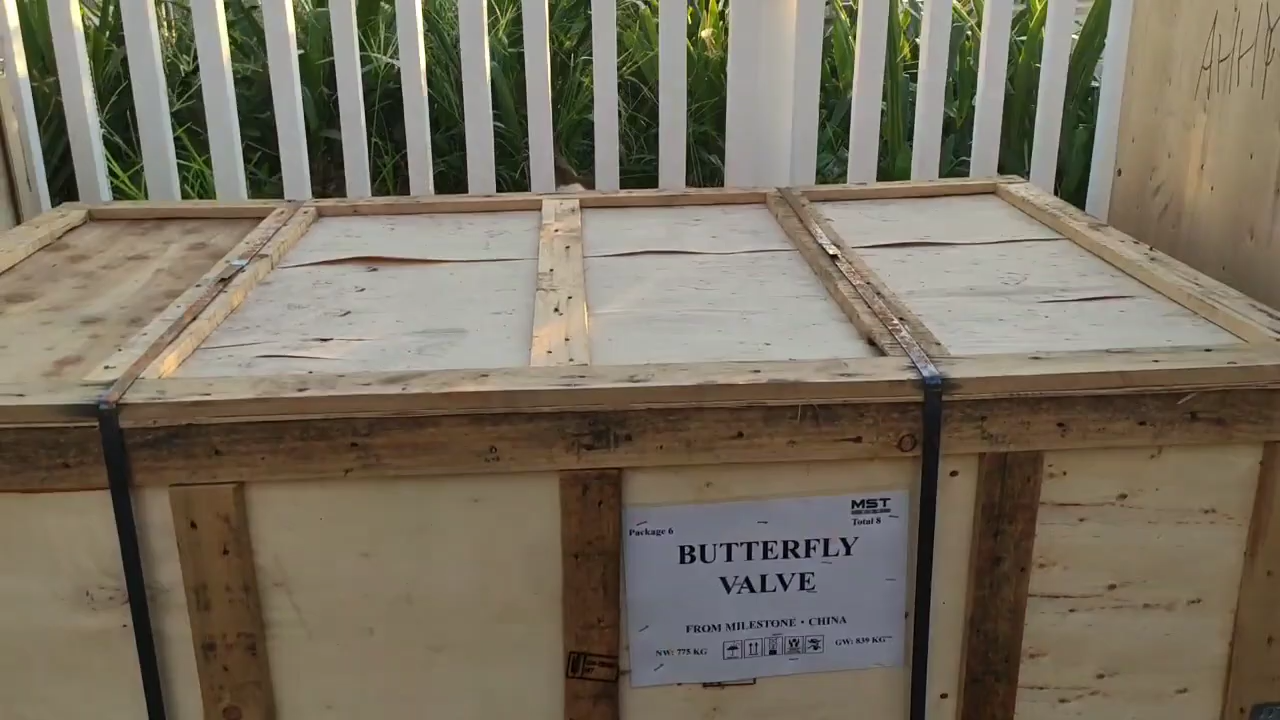 MST
Package 6
Total 8
BUTTERFLY
VALVE
FROM MILESTONE • CHINA
NW: 775 KG
GW: 839 KG